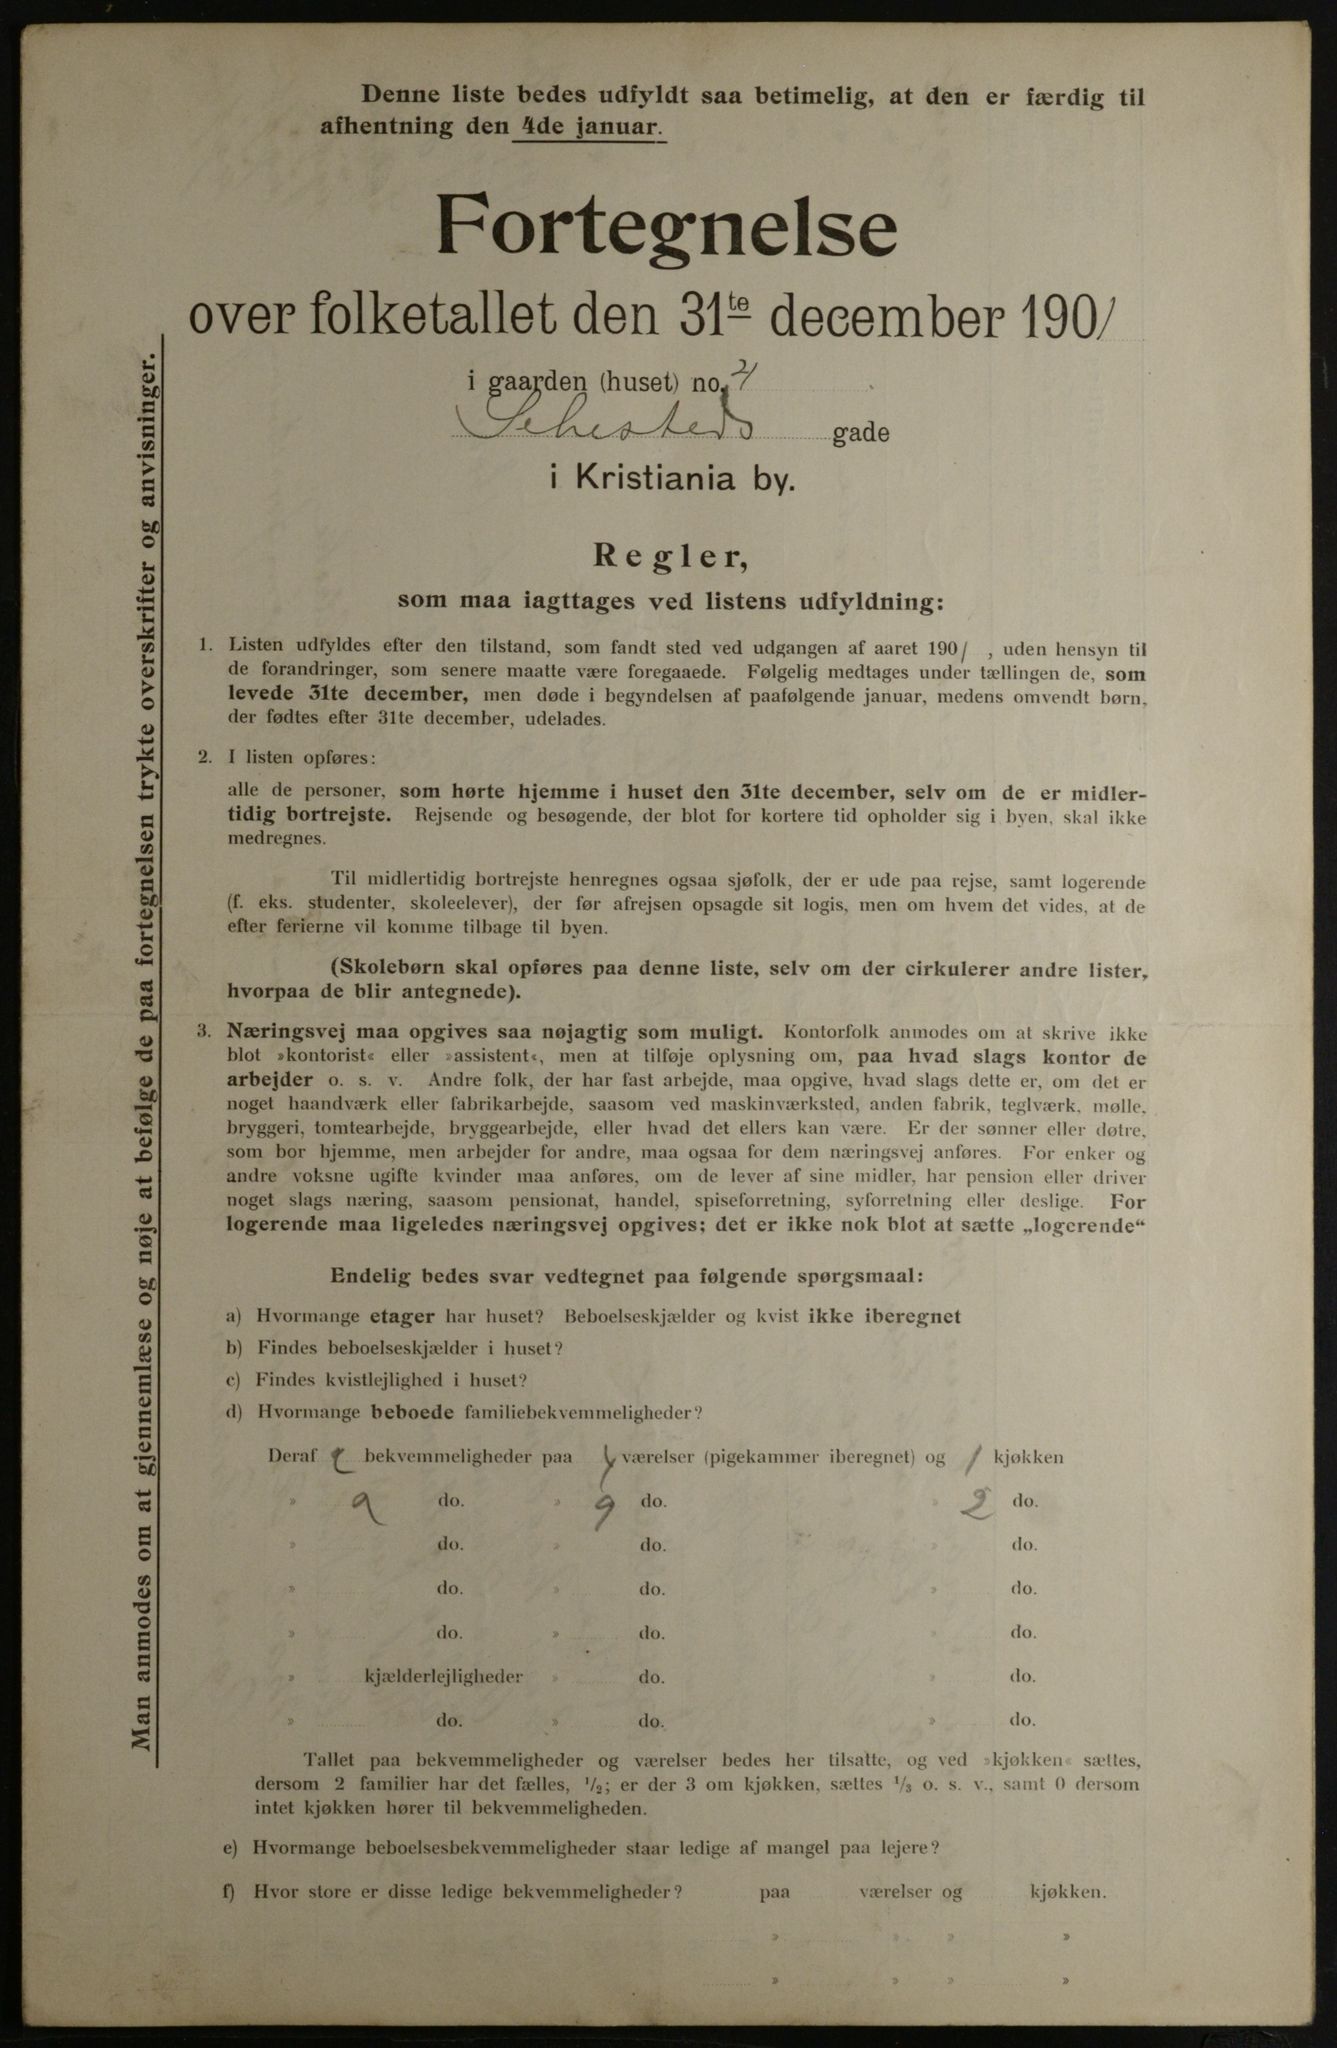 Denne liste bedes udfyldt saa betimelig, at den er færdig til
afhentning den 4de januar.
Fortegnelse
over folketallet den 31te december 1901
i gaarden (huset) no. 4
Sehesteds gade
i Kristiania by.
Regler,
som maa iagttages ved listens udfyldning:
1. Listen udfyldes efter den tilstand, som fandt sted ved udgangen af aaret 1901, uden hensyn til
de forandringer, som senere maatte være foregaaede. Følgelig medtages under tællingen de, som
levede 31te december, men døde i begyndelsen af paafølgende januar, medens omvendt børn,
der fødtes efter 31te december, udelades.
2. I listen opføres:
alle de personer, som hørte hjemme i huset den 31te december, selv om de er midler-
tidig bortrejste. Rejsende og besøgende, der blot for kortere tid opholder sig i byen, skal ikke
medregnes.
Til midlertidig bortrejste henregnes ogsaa sjøfolk, der er ude paa rejse, samt logerende
(f. eks. studenter, skoleelever), der før afrejsen opsagde sit logis, men om hvem det vides, at de
efter ferierne vil komme tilbage til byen.
(Skolebørn skal opføres paa denne liste, selv om der cirkulerer andre lister,
hvorpaa de blir antegnede).
3. Næringsvej maa opgives saa nøjagtig som muligt. Kontorfolk anmodes om at skrive ikke
blot »kontorist« eller »assistent«, men at tilføje oplysning om, paa hvad slags kontor de
arbejder o. s. v. Andre folk, der har fast arbejde, maa opgive, hvad slags dette er, om det er
noget haandværk eller fabrikarbejde, saasom ved maskinværksted, anden fabrik, teglværk, mølle,
bryggeri, tomtearbejde, bryggearbejde, eller hvad det ellers kan være. Er der sønner eller døtre,
som bor hjemme, men arbejder for andre, maa ogsaa for dem næringsvej anføres. For enker og
andre voksne ugifte kvinder maa anføres, om de lever af sine midler, har pension eller driver
noget slags næring, saasom pensionat, handel, spiseforretning, syforretning eller deslige. For
logerende maa ligeledes næringsvej opgives; det er ikke nok blot at sætte „logerende“
Endelig bedes svar vedtegnet paa følgende spørgsmaal:
a) Hvormange etager har huset? Beboelseskjælder og kvist ikke iberegnet
b) Findes beboelseskjælder i huset?
c) Findes kvistlejlighed i huset?
d) Hvormange beboede familiebekvemmeligheder?
Deraf bekvemmeligheder paa værelser (pigekammer iberegnet) og 1 kjøkken
» do. » 9 do. » 2 do.
» do. » do. » do.
» do. » do. » do.
» do. » do. » do.
» kjælderlejligheder » do. » do.
» do. » do. » do.
Tallet paa bekvemmeligheder og værelser bedes her tilsatte, og ved »kjøkken« sættes,
dersom 2 familier har det fælles, 1/2; er der 3 om kjøkken, sættes 1/3 o. s. v., samt 0 dersom
intet kjøkken hører til bekvemmeligheden.
e) Hvormange beboelsesbekvemmeligheder staar ledige af mangel paa lejere?
f) Hvor store er disse ledige bekvemmeligheder? paa værelser og kjøkken.
» » » »
» » » »
Man anmodes om at gjennemlæse og nøje at befølge de paa fortegnelsen trykte overskrifter og anvisninger.